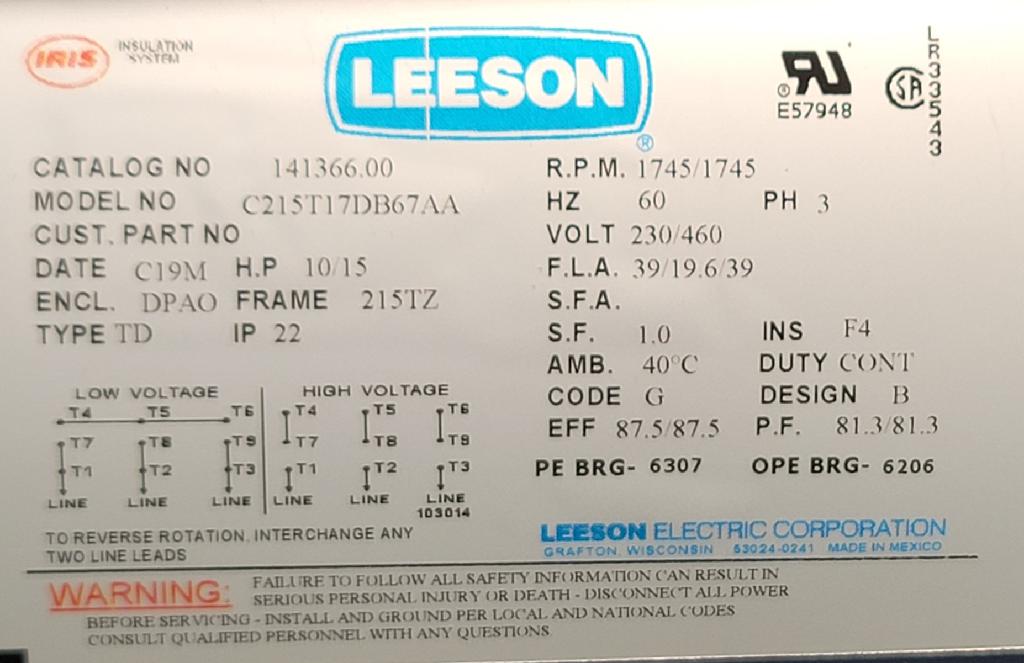 IRIS INSULATION SYSTEM
LEESON
®
® E57948
SA
LR33543
CATALOG NO 141366.00
MODEL NO C215T17DB67AA
CUST. PART NO
DATE C19M H.P 10/15
ENCL. DPAO FRAME 215TZ
TYPE TD IP 22
R.P.M. 1745/1745
HZ 60 PH 3
VOLT 230/460
F.L.A. 39/19.6/39
S.F.A.
S.F. 1.0 INS F4
AMB. 40°C DUTY CONT
CODE G DESIGN B
EFF 87.5/87.5 P.F. 81.3/81.3
PE BRG- 6307 OPE BRG- 6206
LOW VOLTAGE
T4 T5 T6
T7 T8 T9
T1 T2 T3
LINE LINE LINE
HIGH VOLTAGE
T4 T5 T6
T7 T8 T9
T1 T2 T3
LINE LINE LINE
103014
TO REVERSE ROTATION, INTERCHANGE ANY
TWO LINE LEADS
LEESON ELECTRIC CORPORATION
GRAFTON, WISCONSIN 53024-0241 MADE IN MEXICO
WARNING: FAILURE TO FOLLOW ALL SAFETY INFORMATION CAN RESULT IN
SERIOUS PERSONAL INJURY OR DEATH - DISCONNECT ALL POWER
BEFORE SERVICING - INSTALL AND GROUND PER LOCAL AND NATIONAL CODES
CONSULT QUALIFIED PERSONNEL WITH ANY QUESTIONS